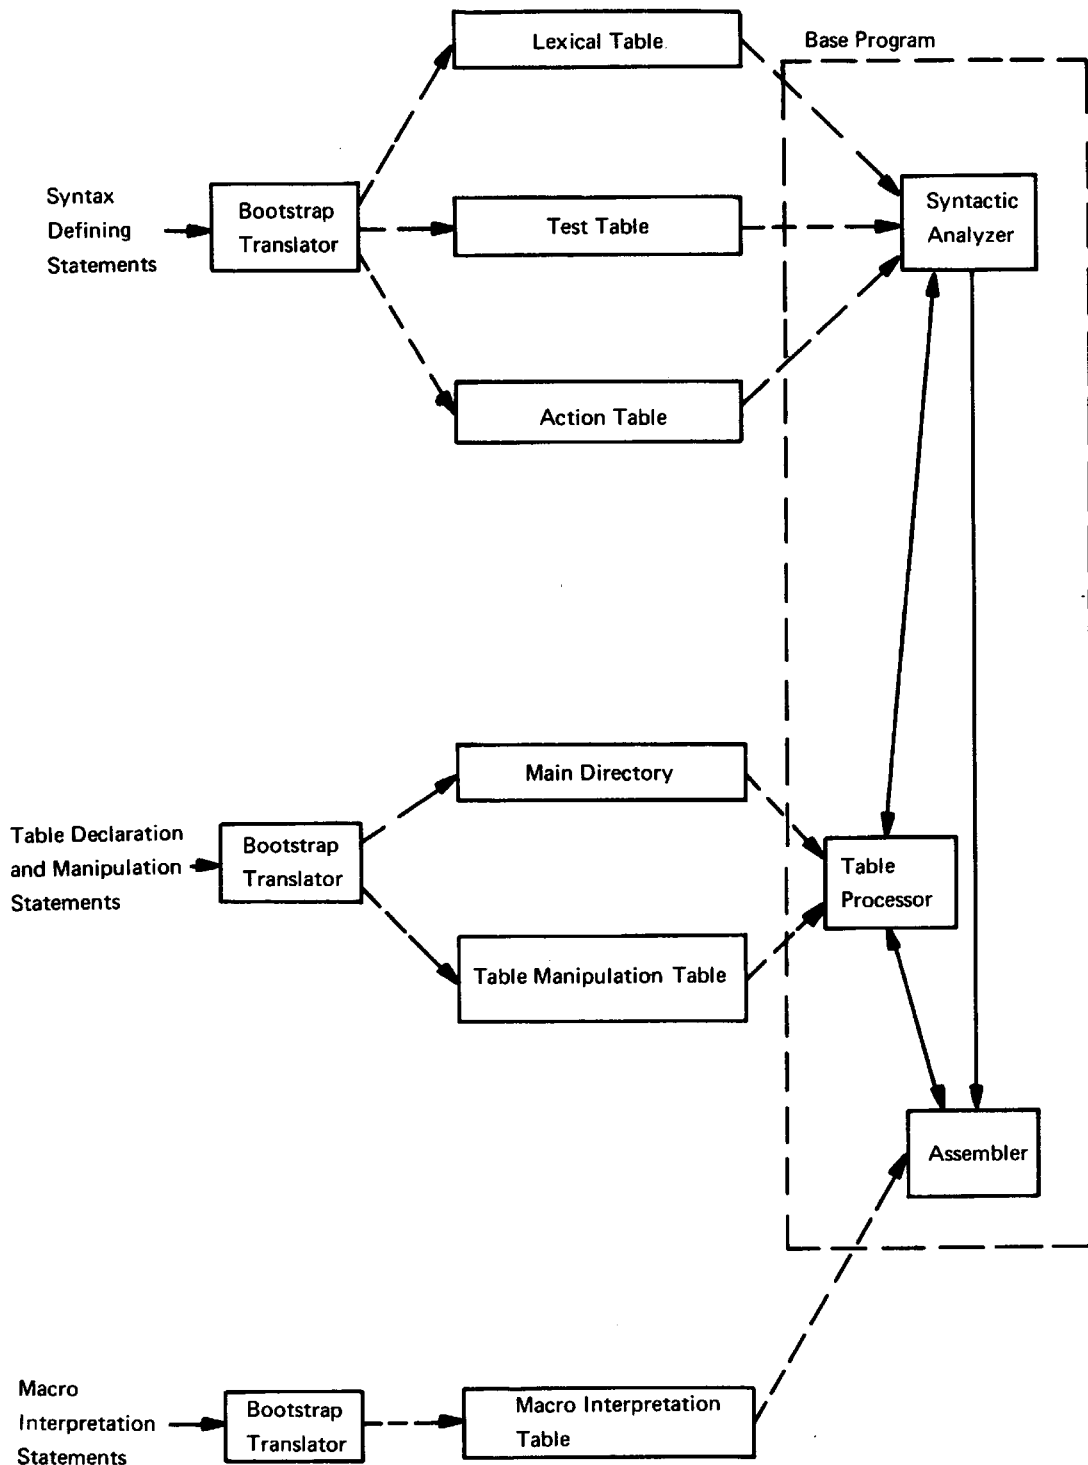 Lexical Table
Base Program
Syntax
Defining
Statements
Bootstrap
Translator
Test Table
Syntactic
Analyzer
Action Table
Main Directory
Table Declaration
and Manipulation
Statements
Bootstrap
Translator
Table
Processor
Table Manipulation Table
Assembler
Macro
Interpretation
Statements
Bootstrap
Translator
Macro Interpretation
Table